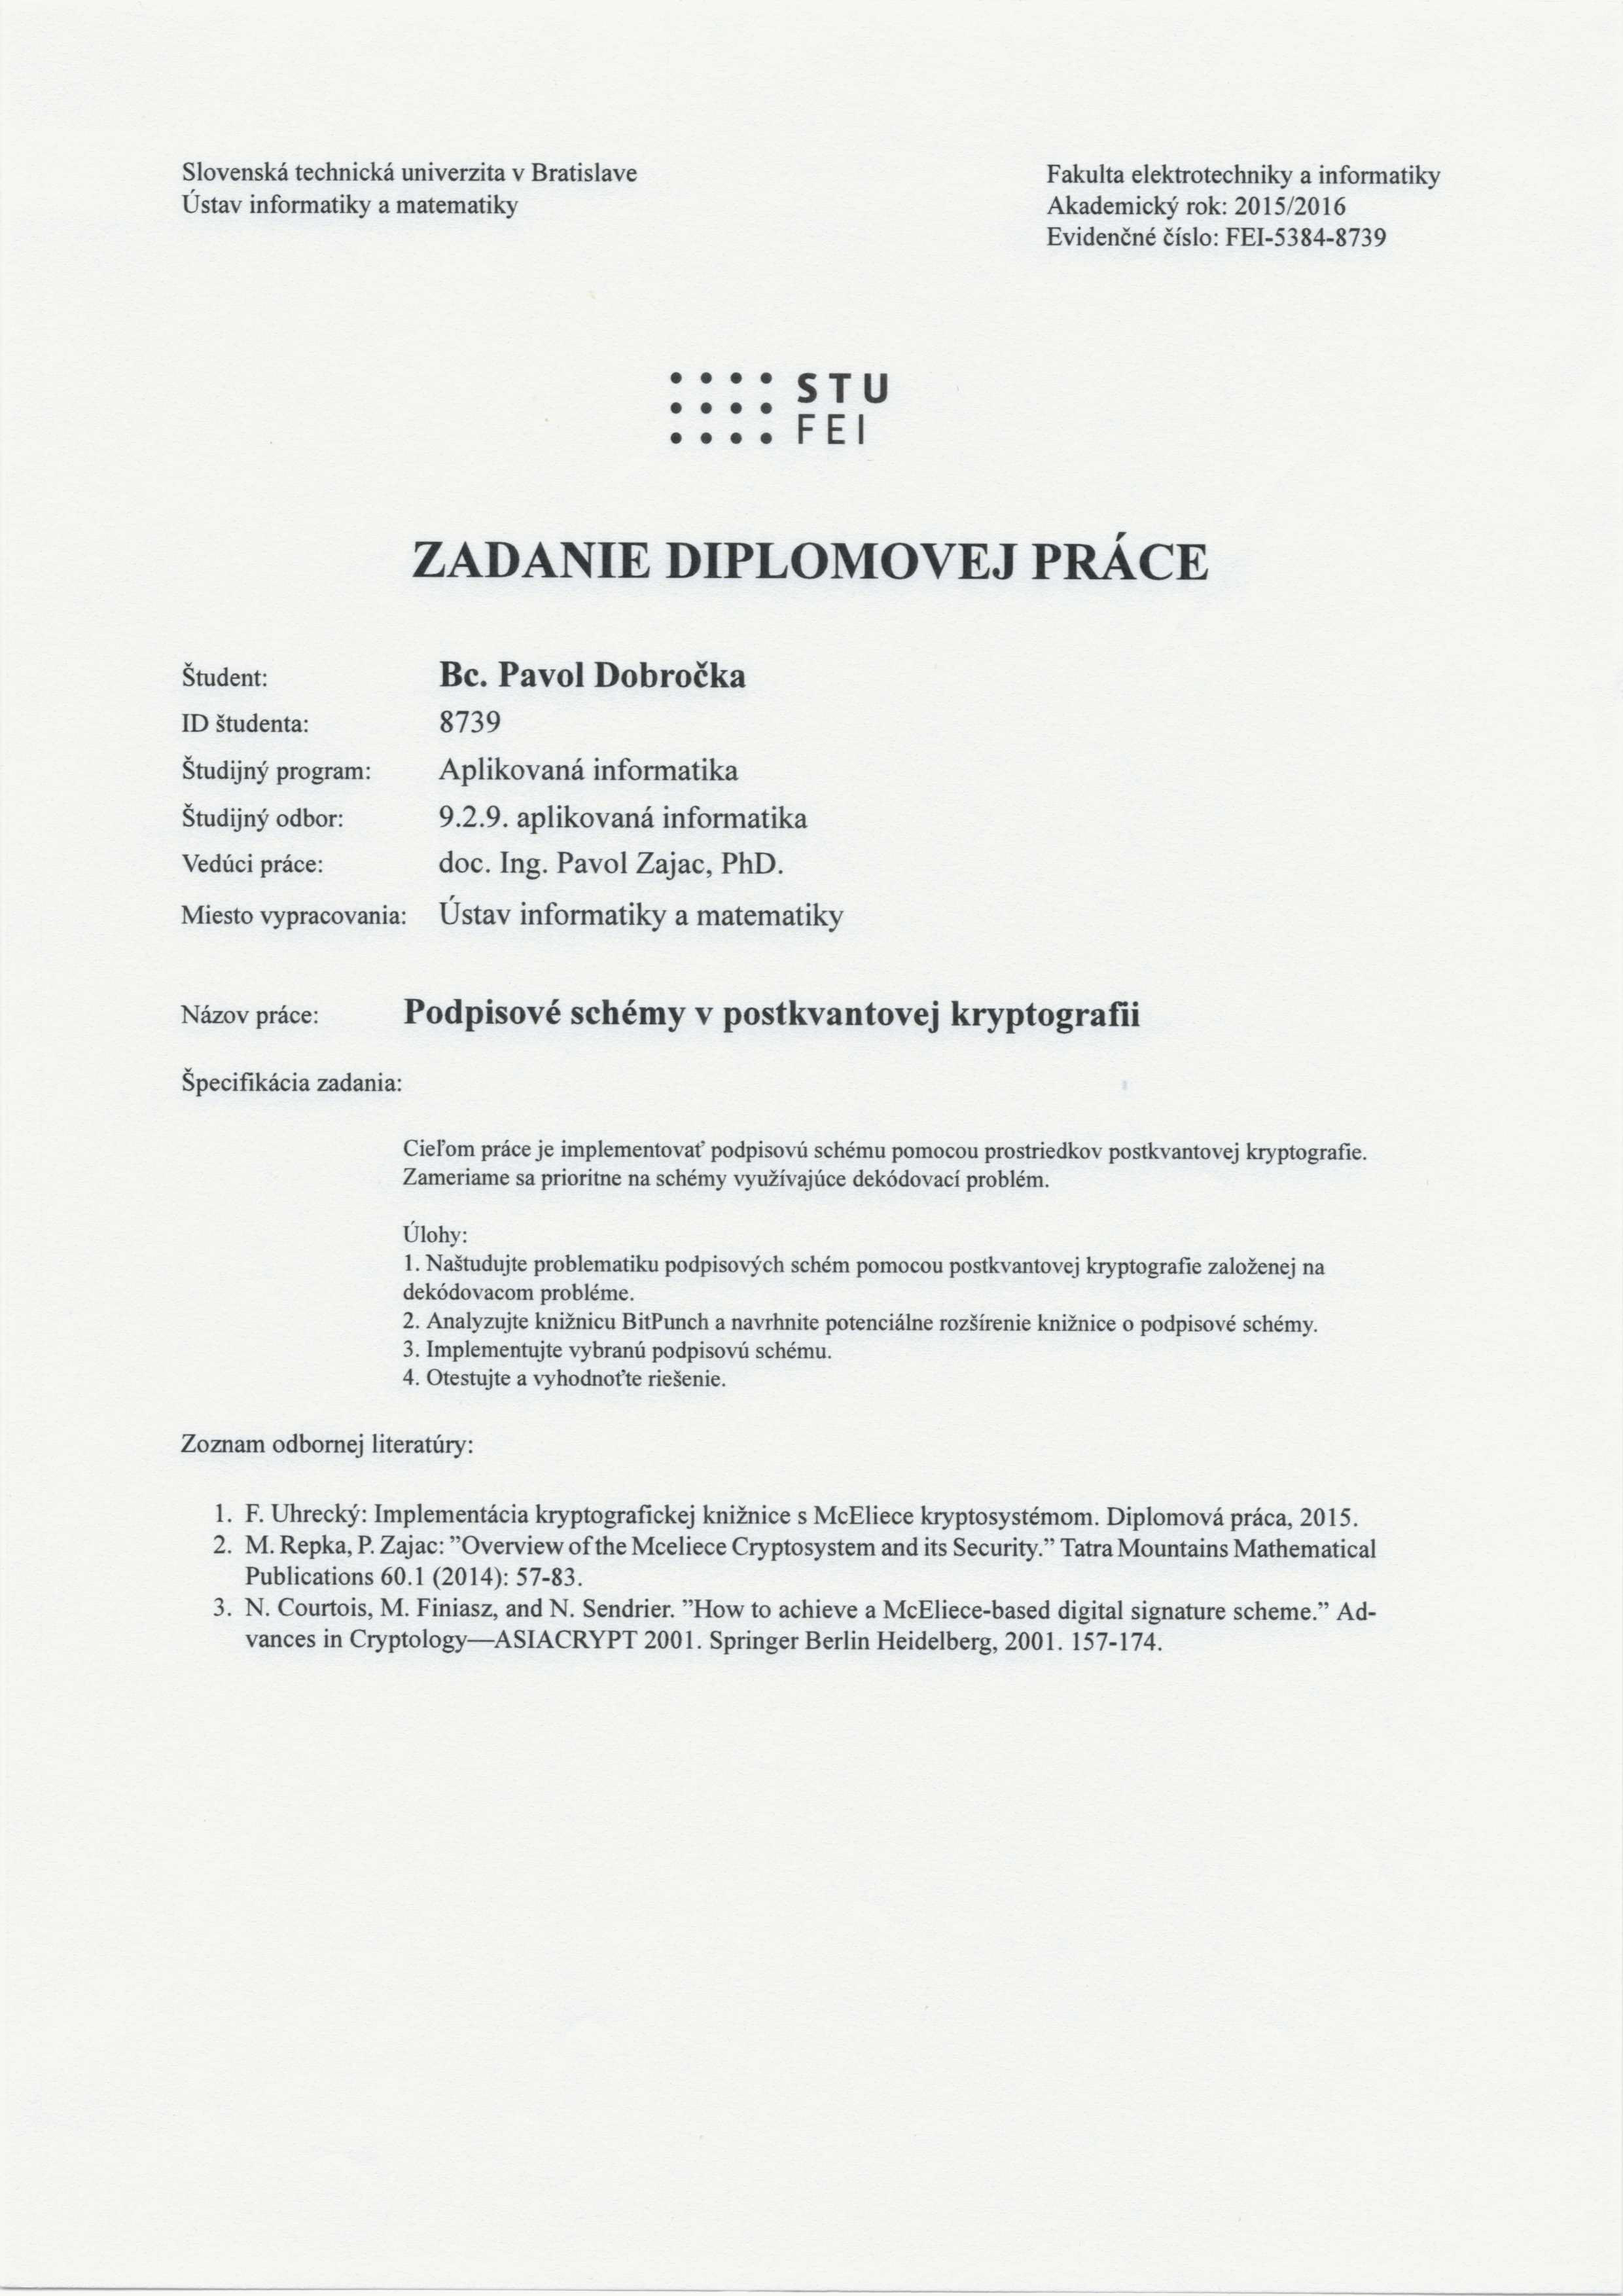 Slovenská technická univerzita v Bratislave
Ústav informatiky a matematiky
Fakulta elektrotechniky a informatiky
Akademický rok: 2015/2016
Evidenčné číslo: FEI-5384-8739
STU
FEI
ZADANIE DIPLOMOVEJ PRÁCE
Študent: Bc. Pavol Dobročka
ID študenta: 8739
Študijný program: Aplikovaná informatika
Študijný odbor: 9.2.9. aplikovaná informatika
Vedúci práce: doc. Ing. Pavol Zajac, PhD.
Miesto vypracovania: Ústav informatiky a matematiky
Názov práce: Podpisové schémy v postkvantovej kryptografii
Špecifikácia zadania:
Cieľom práce je implementovať podpisovú schému pomocou prostriedkov postkvantovej kryptografie.
Zameriame sa prioritne na schémy využívajúce dekódovací problém.
Úlohy:
1. Naštudujte problematiku podpisových schém pomocou postkvantovej kryptografie založenej na
dekódovacom probléme.
2. Analyzujte knižnicu BitPunch a navrhnite potenciálne rozšírenie knižnice o podpisové schémy.
3. Implementujte vybranú podpisovú schému.
4. Otestujte a vyhodnoťte riešenie.
Zoznam odbornej literatúry:
1. F. Uhrecký: Implementácia kryptografickej knižnice s McEliece kryptosystémom. Diplomová práca, 2015.
2. M. Repka, P. Zajac: ”Overview of the Mceliece Cryptosystem and its Security.” Tatra Mountains Mathematical
Publications 60.1 (2014): 57-83.
3. N. Courtois, M. Finiasz, and N. Sendrier. ”How to achieve a McEliece-based digital signature scheme.” Ad-
vances in Cryptology—ASIACRYPT 2001. Springer Berlin Heidelberg, 2001. 157-174.